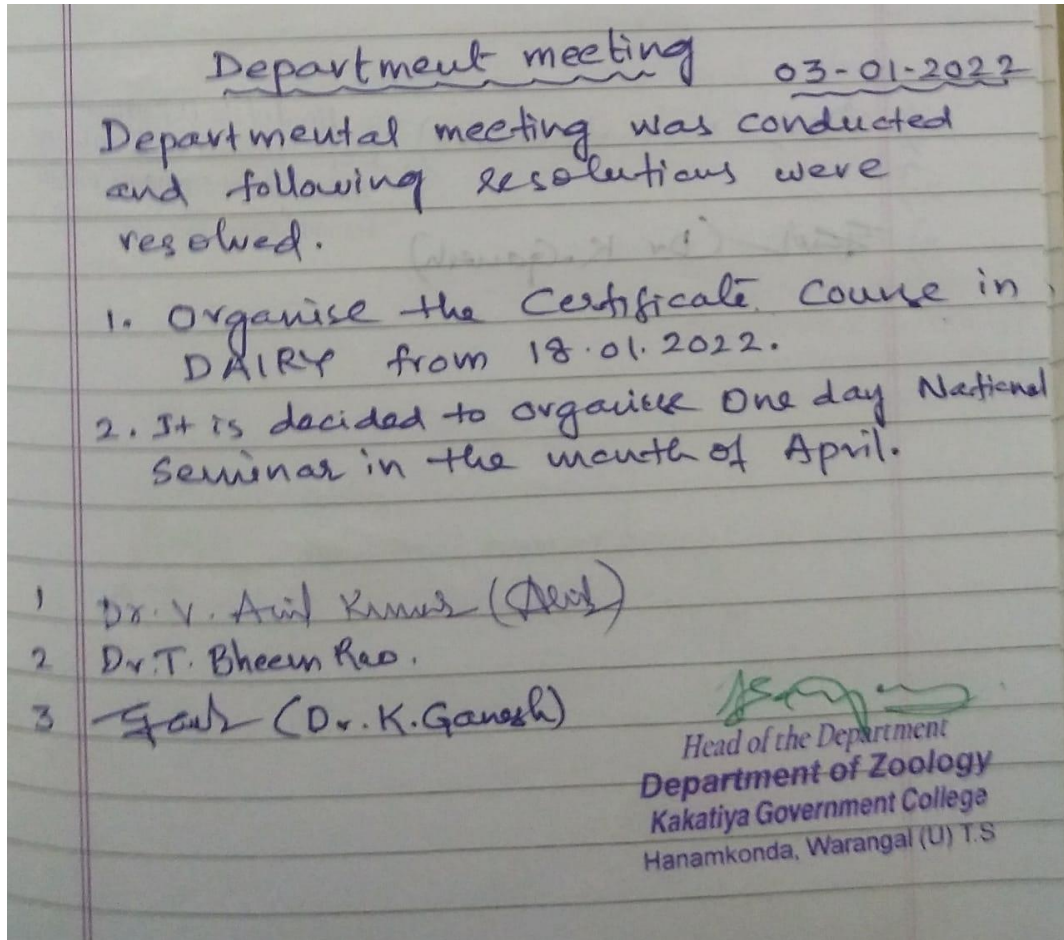 Department meeting 03-01-2022
Departmental meeting was conducted
and following resolutions were
resolved.
1. Organise the Certificate Course in
DAIRY from 18.01.2022.
2. It is decided to organise One day National
Seminar in the month of April.
1 Dr. V. Anil Kumar
2 Dr. T. Bheem Rao.
3 (Dr. K. Ganesh)
Head of the Department
Department of Zoology
Kakatiya Government College
Hanamkonda, Warangal (U) T.S